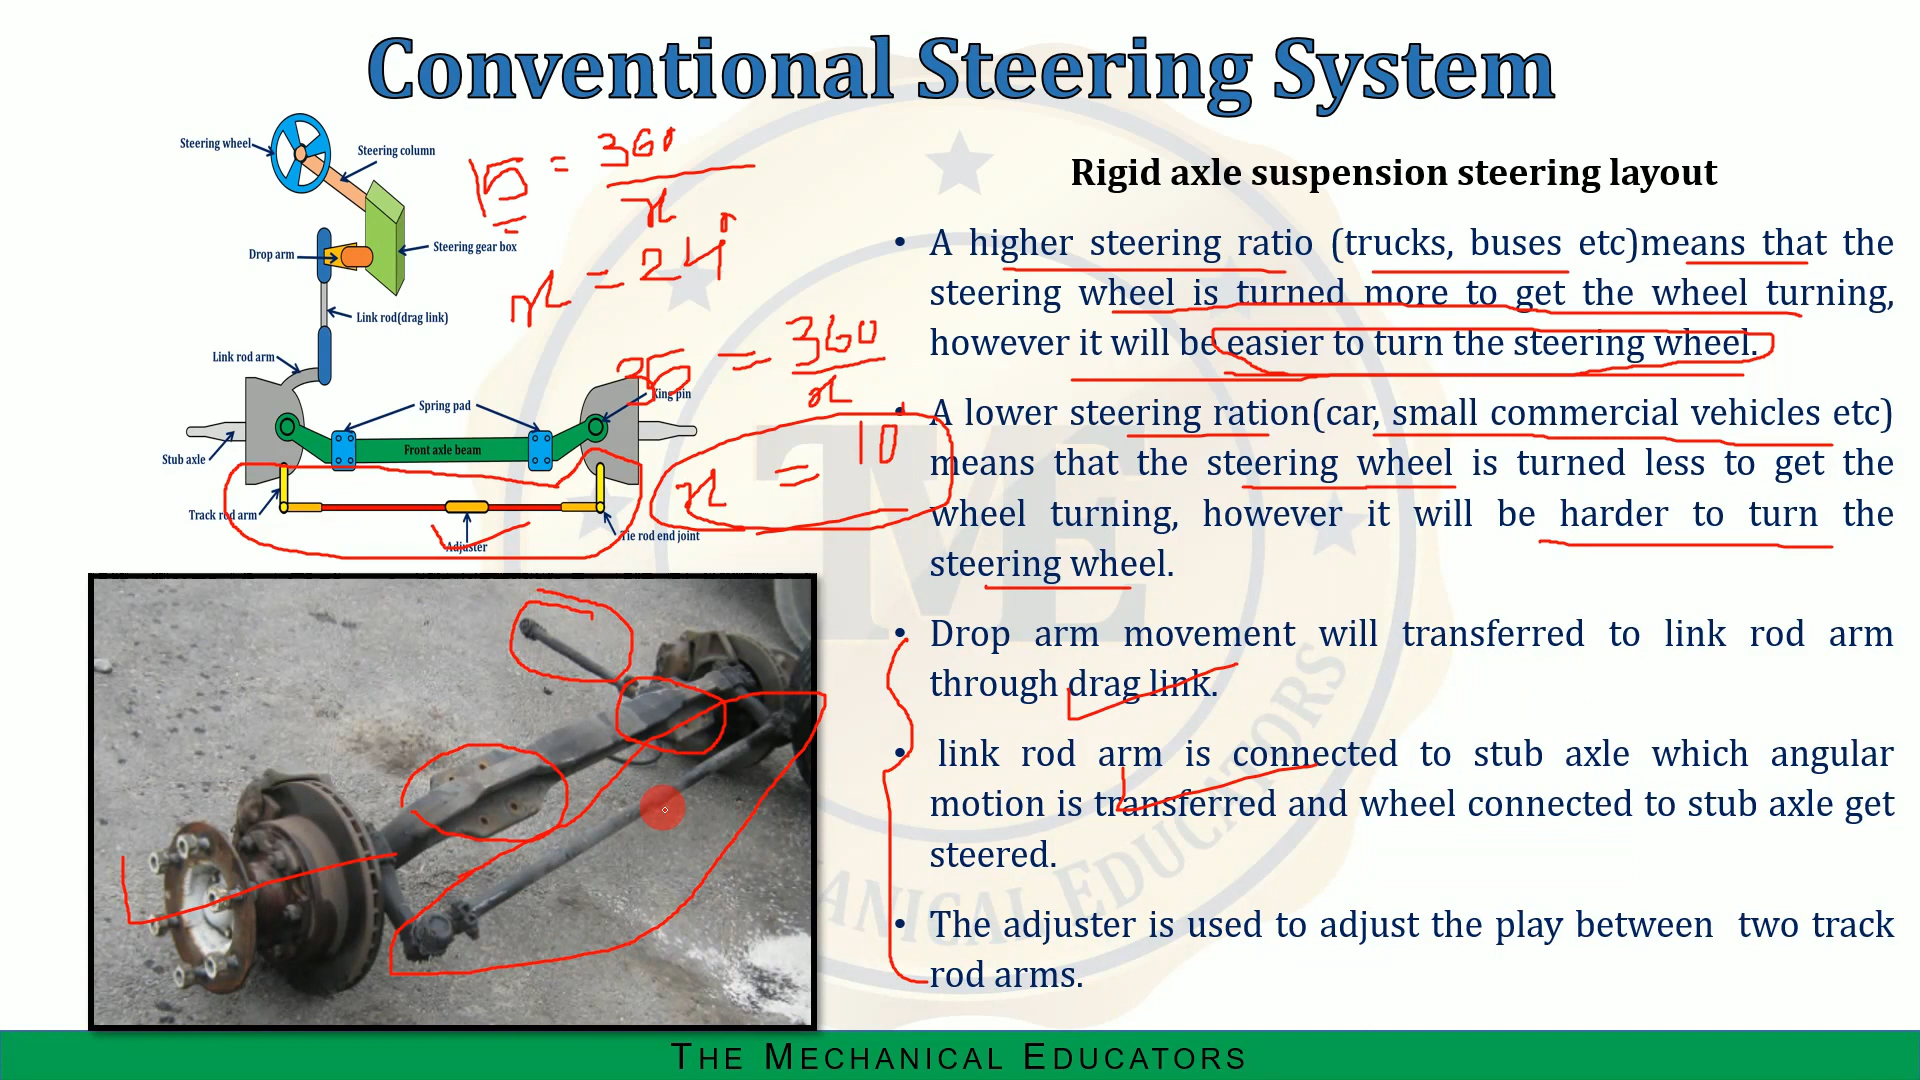 Conventional Steering System
Steering wheel
Steering column
Steering gear box
Drop arm
Link rod(drag link)
Link rod arm
Spring pad
King pin
Front axle beam
Stub axle
Track rod arm
Adjuster
Tie rod end joint
15 = 360°
x
x = 24°
35 = 360
x
x = 10
Rigid axle suspension steering layout
• A higher steering ratio (trucks, buses etc)means that the
steering wheel is turned more to get the wheel turning,
however it will be easier to turn the steering wheel.
• A lower steering ration(car, small commercial vehicles etc)
means that the steering wheel is turned less to get the
wheel turning, however it will be harder to turn the
steering wheel.
• Drop arm movement will transferred to link rod arm
through drag link.
• link rod arm is connected to stub axle which angular
motion is transferred and wheel connected to stub axle get
steered.
• The adjuster is used to adjust the play between two track
rod arms.
TME
MECHANICAL EDUCATORS
THE MECHANICAL EDUCATORS